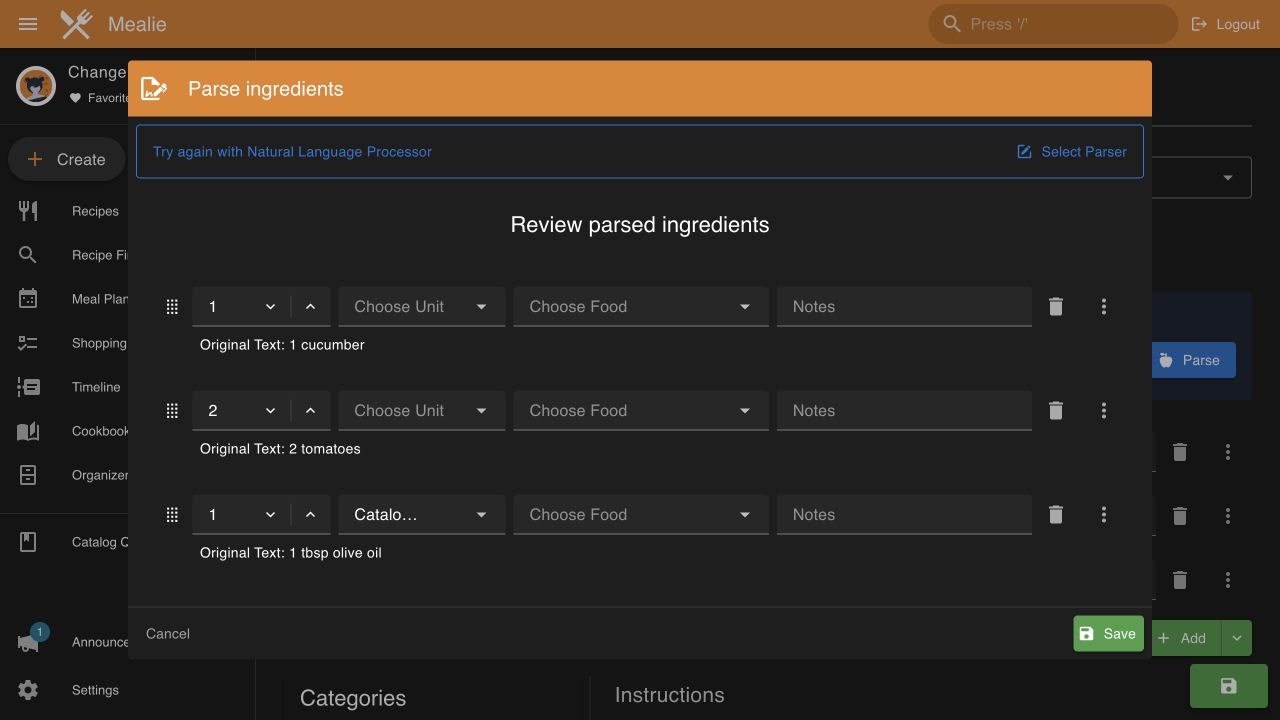 Mealie
Press '/'
Logout
Change
Favorite
Create
Recipes
Recipe Fi
Meal Plan
Shopping
Timeline
Cookbook
Organizer
Catalog Q
1
Announce
Settings
Parse ingredients
Try again with Natural Language Processor
Select Parser
Review parsed ingredients
1 Choose Unit Choose Food Notes
Original Text: 1 cucumber
2 Choose Unit Choose Food Notes
Original Text: 2 tomatoes
1 Catalo… Choose Food Notes
Original Text: 1 tbsp olive oil
Cancel
Save
Parse
Add
Categories
Instructions